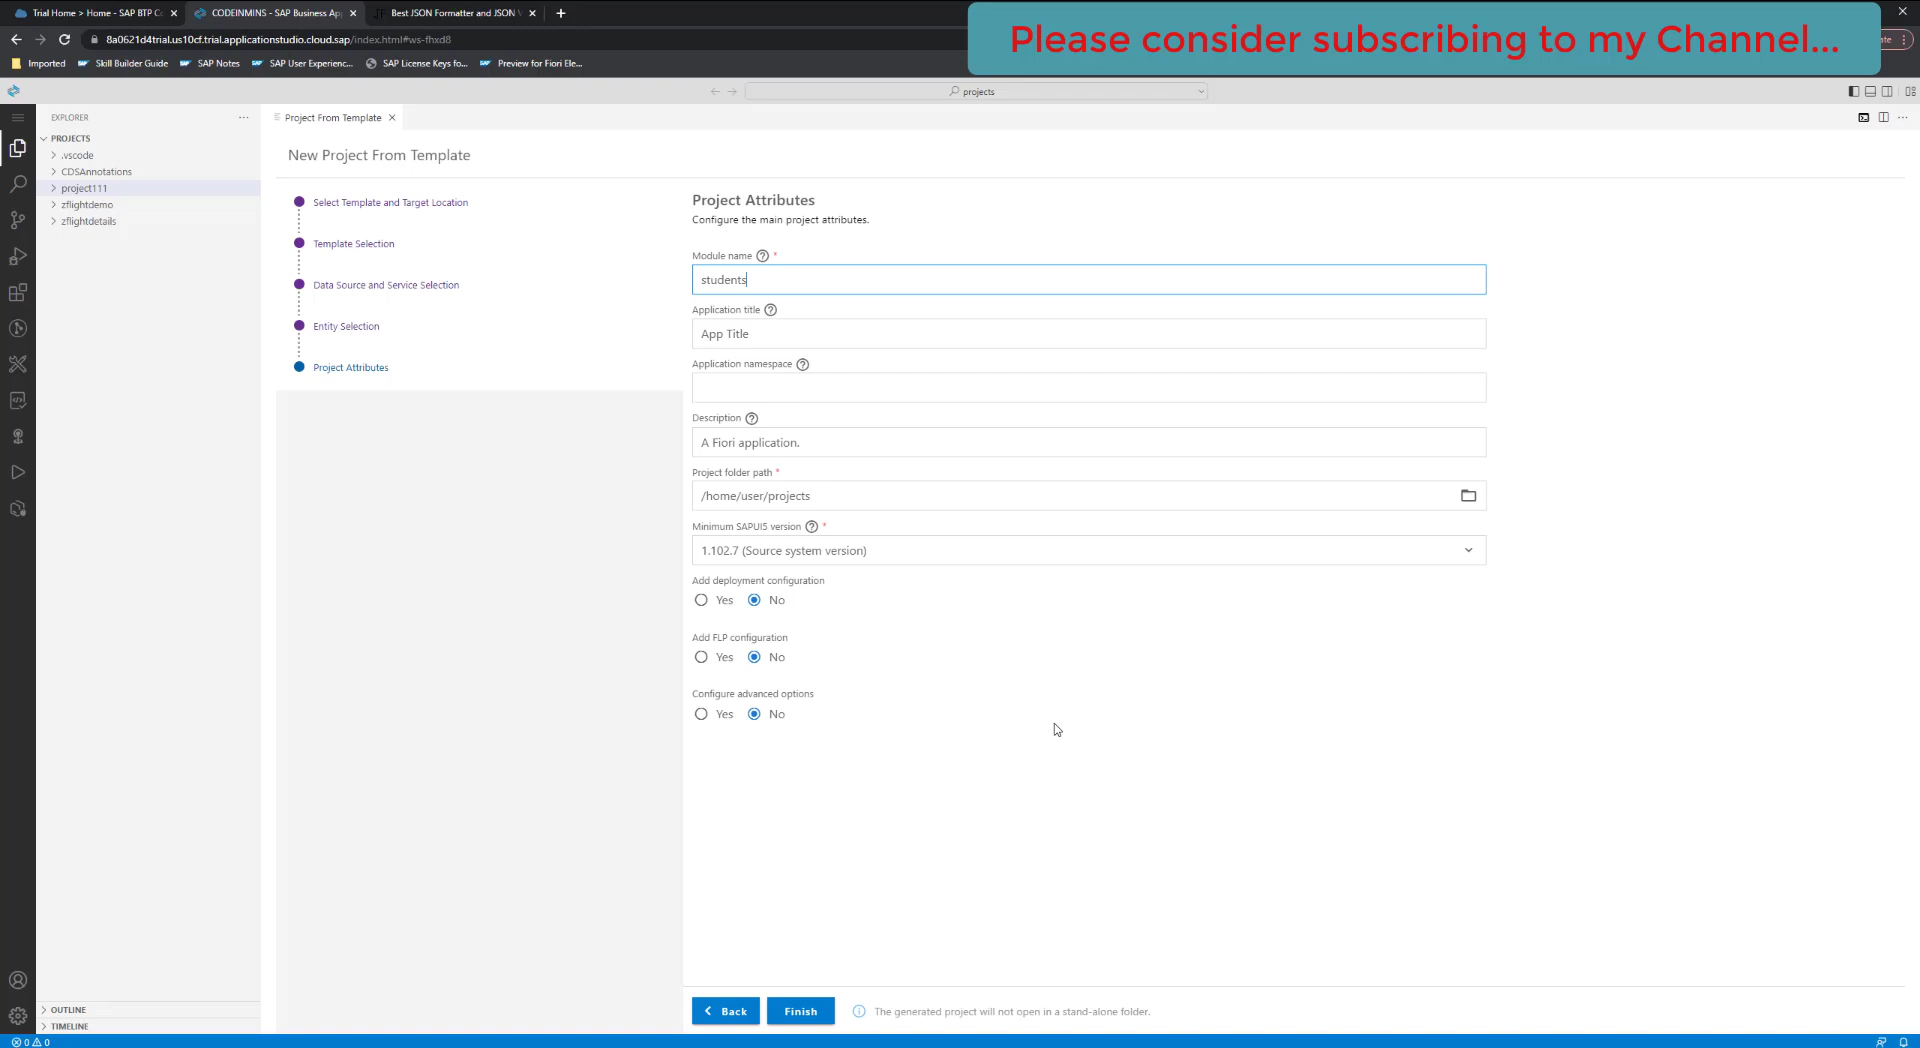 Trial Home > Home - SAP BTP C
CODEINMINS - SAP Business Ap
Best JSON Formatter and JSON V
8a0621d4trial.us10cf.trial.applicationstudio.cloud.sap/index.html#ws-fhxd8
Please consider subscribing to my Channel...
Imported
Skill Builder Guide
SAP Notes
SAP User Experienc...
SAP License Keys fo...
Preview for Fiori Ele...
projects
EXPLORER
Project From Template
PROJECTS
.vscode
CDSAnnotations
project111
zflightdemo
zflightdetails
New Project From Template
Select Template and Target Location
Template Selection
Data Source and Service Selection
Entity Selection
Project Attributes
Project Attributes
Configure the main project attributes.
Module name *
students
Application title
App Title
Application namespace
Description
A Fiori application.
Project folder path *
/home/user/projects
Minimum SAPUI5 version *
1.102.7 (Source system version)
Add deployment configuration
Yes No
Add FLP configuration
Yes No
Configure advanced options
Yes No
Back
Finish
The generated project will not open in a stand-alone folder.
OUTLINE
TIMELINE
0 0